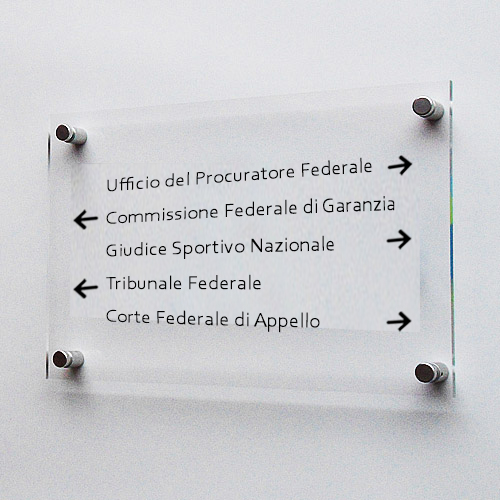 Ufficio del Procuratore Federale →
← Commissione Federale di Garanzia
Giudice Sportivo Nazionale →
← Tribunale Federale
Corte Federale di Appello →